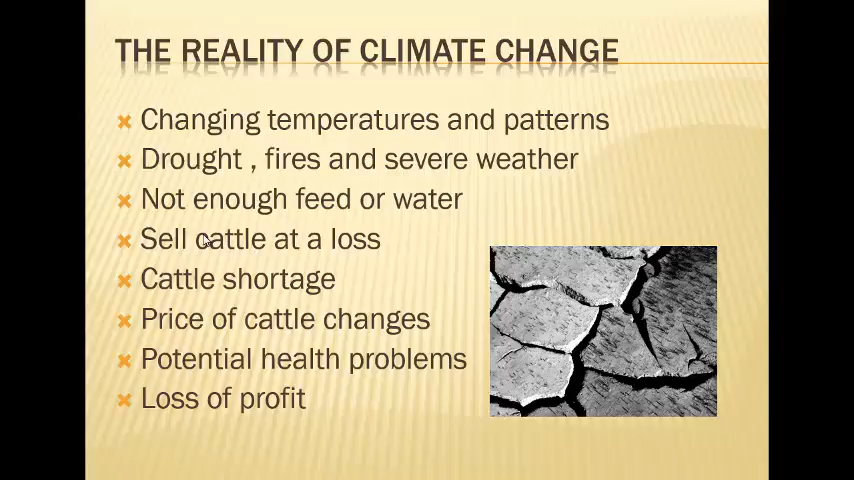 THE REALITY OF CLIMATE CHANGE
Changing temperatures and patterns
Drought , fires and severe weather
Not enough feed or water
Sell cattle at a loss
Cattle shortage
Price of cattle changes
Potential health problems
Loss of profit